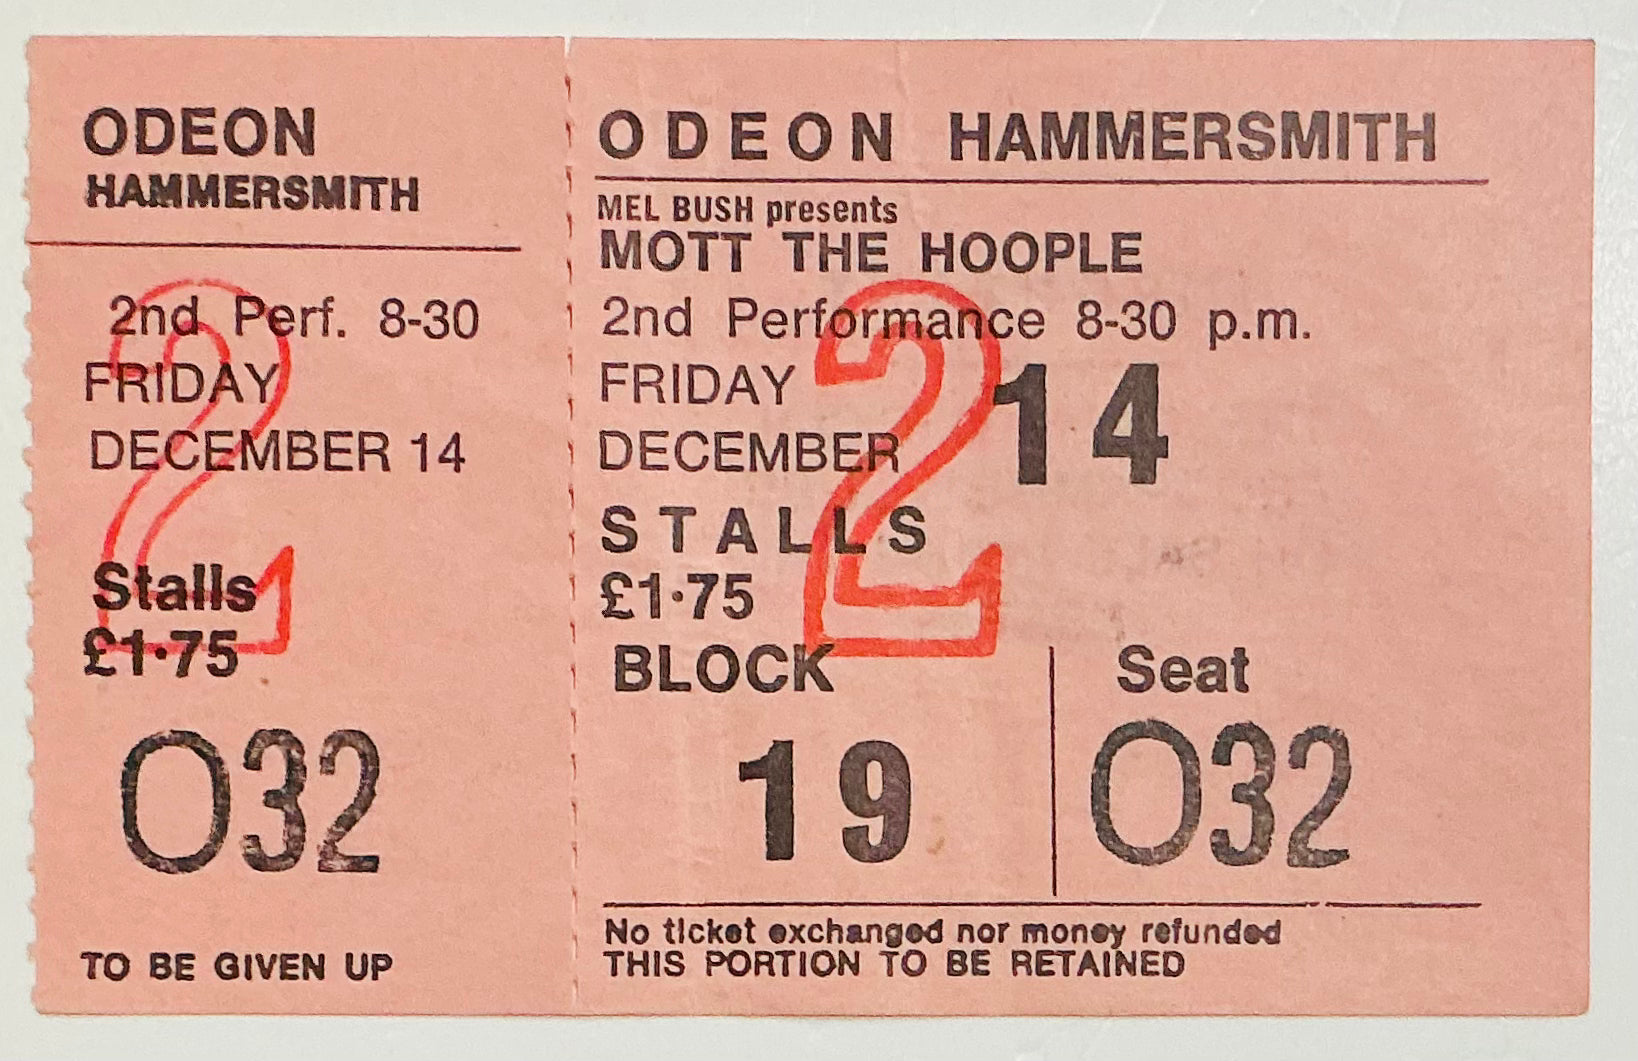 ODEON
HAMMERSMITH
2nd Perf. 8-30
FRIDAY
DECEMBER 14
2
Stalls
£1·75
O32
TO BE GIVEN UP
ODEON HAMMERSMITH
MEL BUSH presents
MOTT THE HOOPLE
2nd Performance 8-30 p.m.
FRIDAY
DECEMBER 14
2
STALLS
£1·75
BLOCK
19
Seat
O32
No ticket exchanged nor money refunded
THIS PORTION TO BE RETAINED